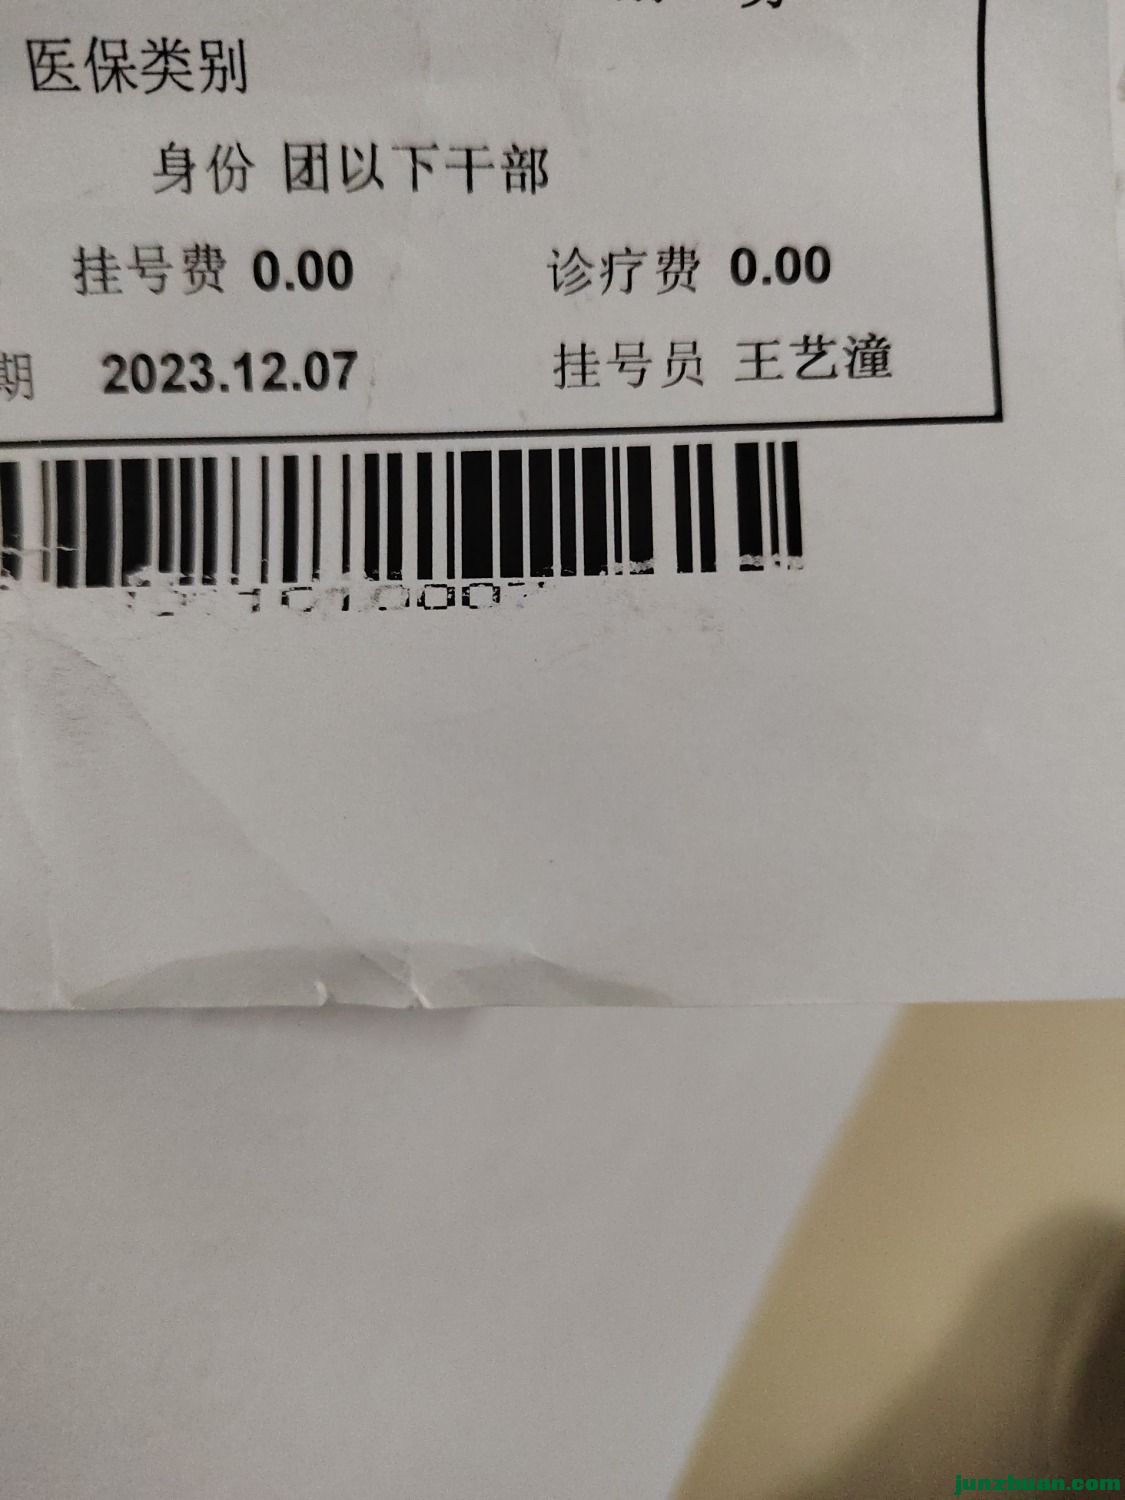 医保类别
身份 团以下干部
挂号费 0.00 诊疗费 0.00
期 2023.12.07 挂号员 王艺潼
junzhuan.com